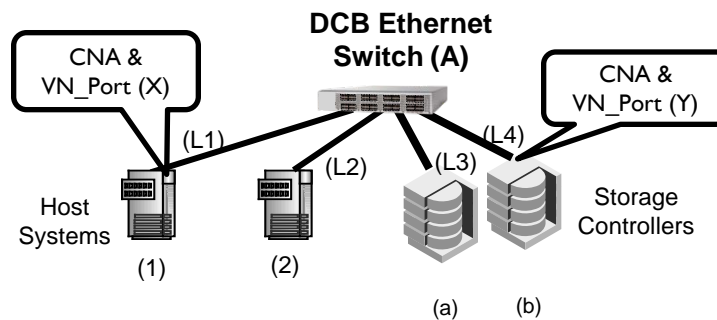 DCB Ethernet
Switch (A)
CNA &
VN_Port (X)
CNA &
VN_Port (Y)
(L1)
(L2)
(L3)
(L4)
Host
Systems
Storage
Controllers
(1)
(2)
(a)
(b)